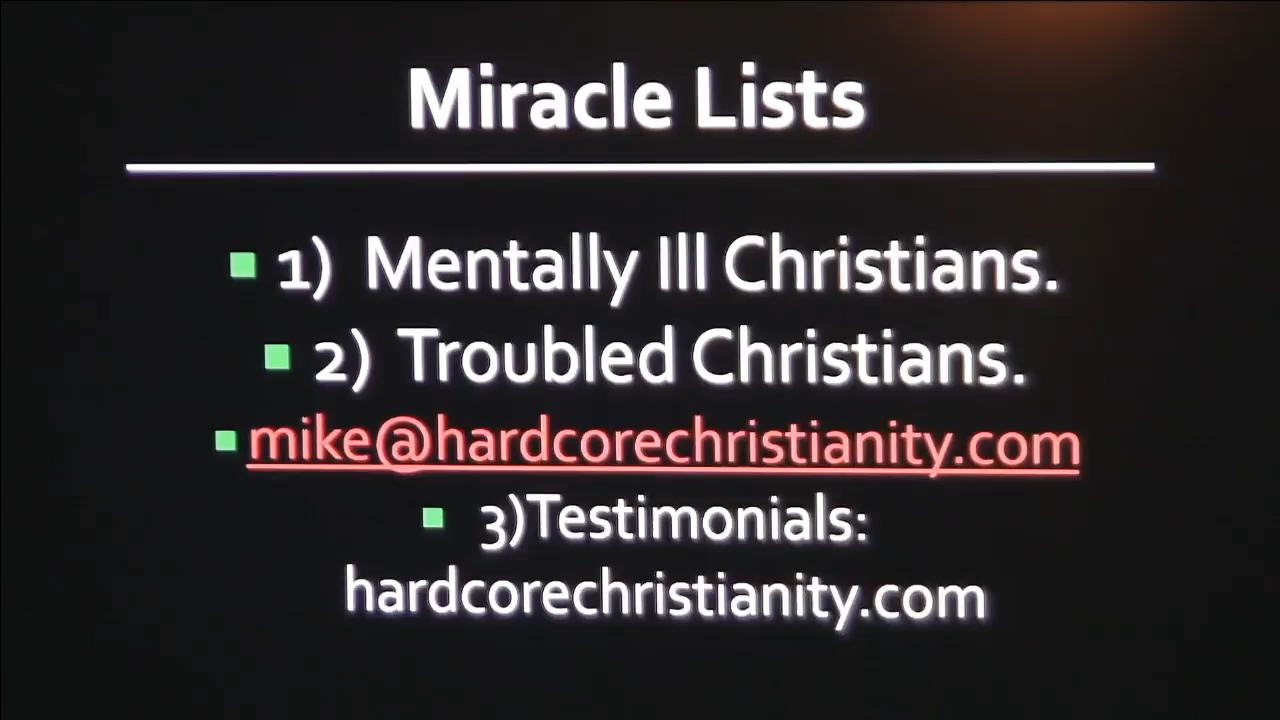 Miracle Lists
1)  Mentally Ill Christians.
2)  Troubled Christians.
mike@hardcorechristianity.com
3)Testimonials:
hardcorechristianity.com